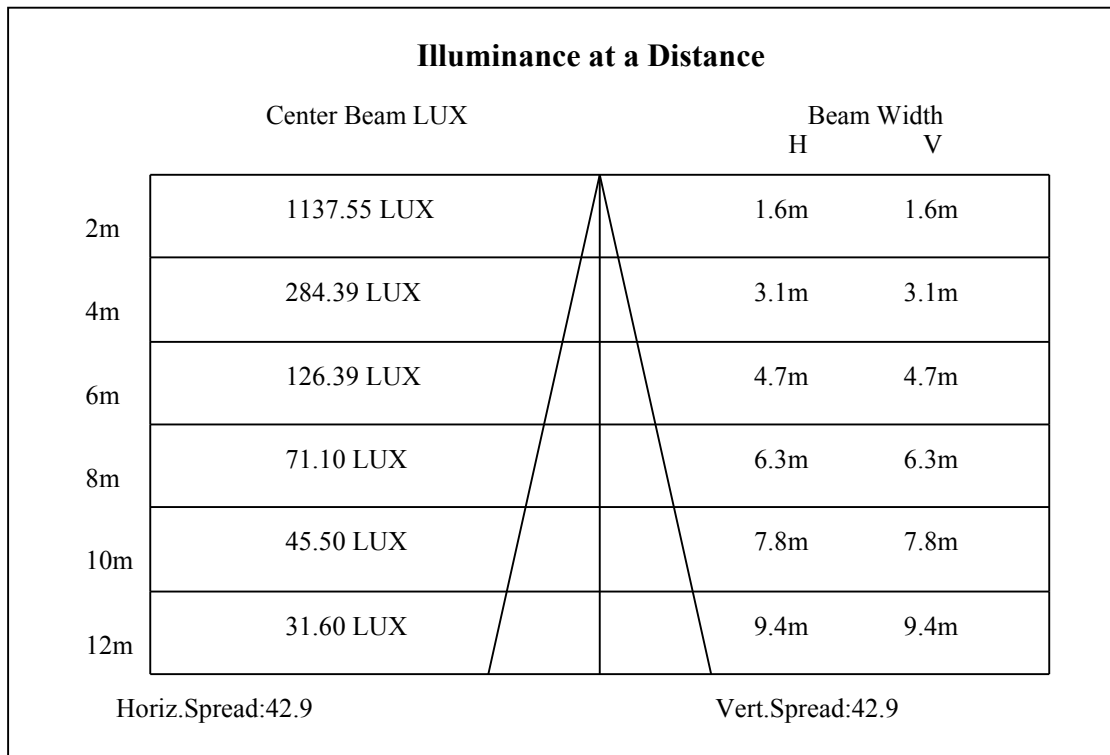 Illuminance at a Distance
Center Beam LUX Beam Width
H V
2m 1137.55 LUX 1.6m 1.6m
4m 284.39 LUX 3.1m 3.1m
6m 126.39 LUX 4.7m 4.7m
8m 71.10 LUX 6.3m 6.3m
10m 45.50 LUX 7.8m 7.8m
12m 31.60 LUX 9.4m 9.4m
Horiz.Spread:42.9 Vert.Spread:42.9